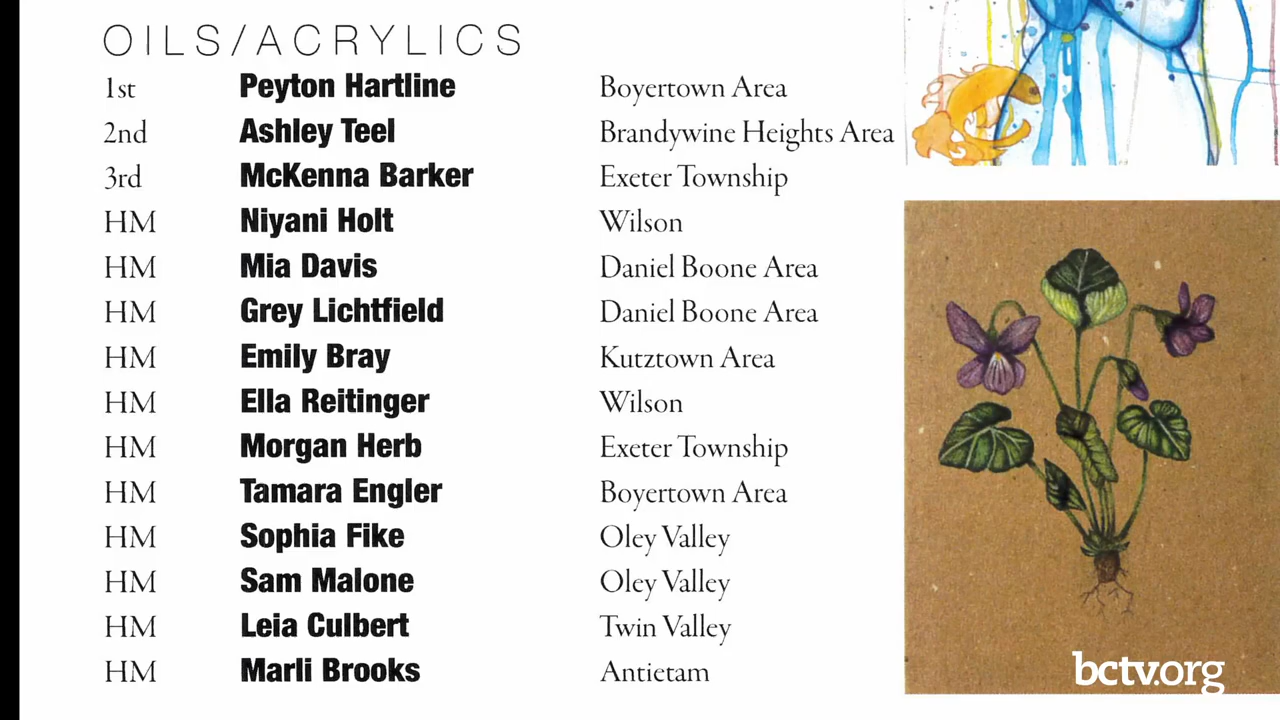 OILS/ACRYLICS
1st Peyton Hartline Boyertown Area
2nd Ashley Teel Brandywine Heights Area
3rd McKenna Barker Exeter Township
HM Niyani Holt Wilson
HM Mia Davis Daniel Boone Area
HM Grey Lichtfield Daniel Boone Area
HM Emily Bray Kutztown Area
HM Ella Reitinger Wilson
HM Morgan Herb Exeter Township
HM Tamara Engler Boyertown Area
HM Sophia Fike Oley Valley
HM Sam Malone Oley Valley
HM Leia Culbert Twin Valley
HM Marli Brooks Antietam
bctv.org